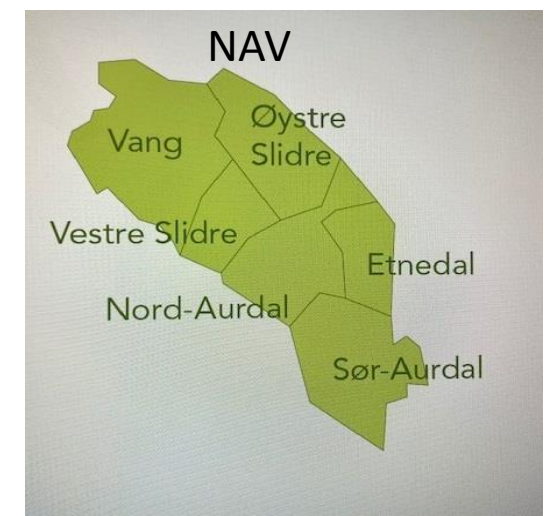 NAV
Øystre
Slidre
Vang
Vestre Slidre
Etnedal
Nord-Aurdal
Sør-Aurdal